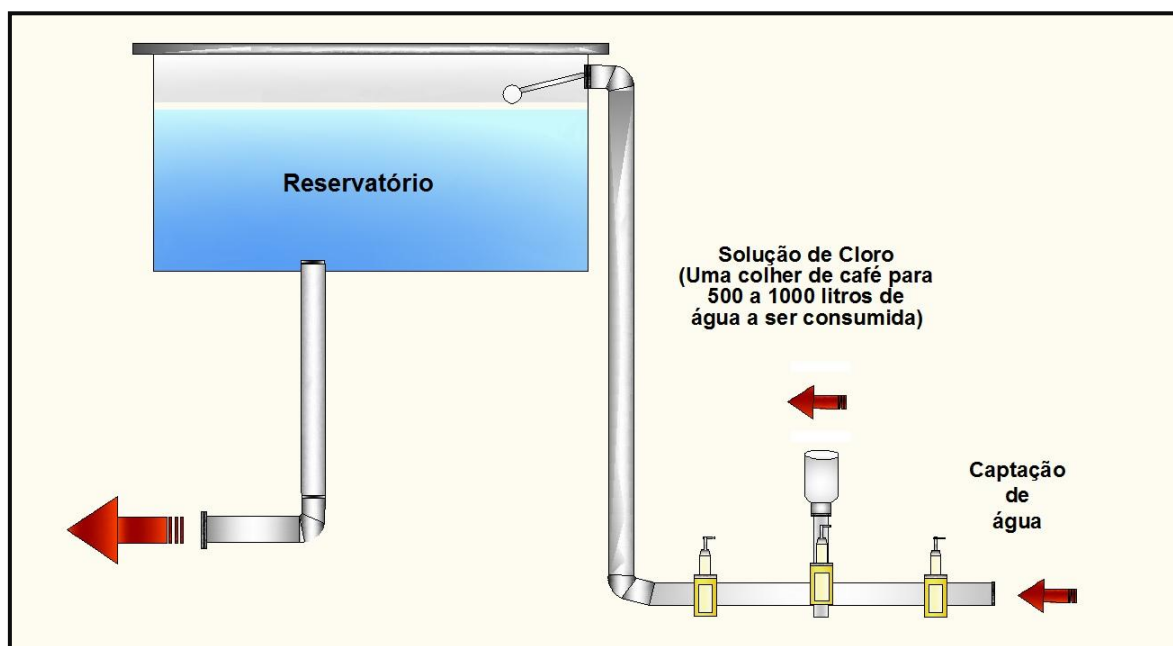 Reservatório
Solução de Cloro
(Uma colher de café para
500 a 1000 litros de
água a ser consumida)
Captação
de
água